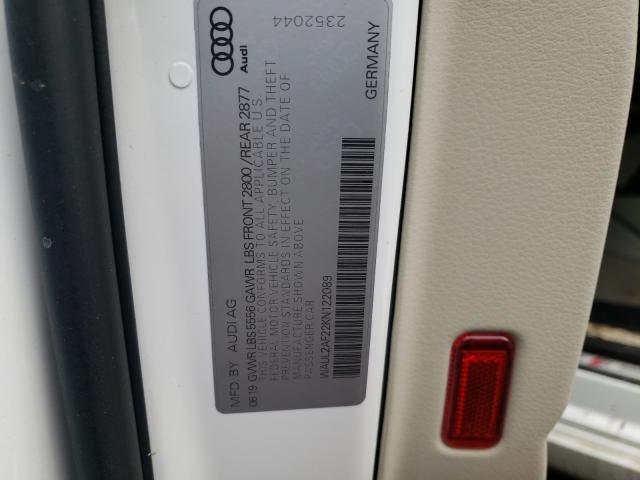 MFD. BY AUDI AG
Audi
2352044
06 19 GVWR LBS 5556 GAWR LBS FRONT 2800 / REAR 2877
THIS VEHICLE CONFORMS TO ALL APPLICABLE U S
FEDERAL MOTOR VEHICLE SAFETY, BUMPER AND THEFT
PREVENTION STANDARDS IN EFFECT ON THE DATE OF
MANUFACTURE SHOWN ABOVE
PASSENGER CAR
WAUL2AF22KN122089
GERMANY